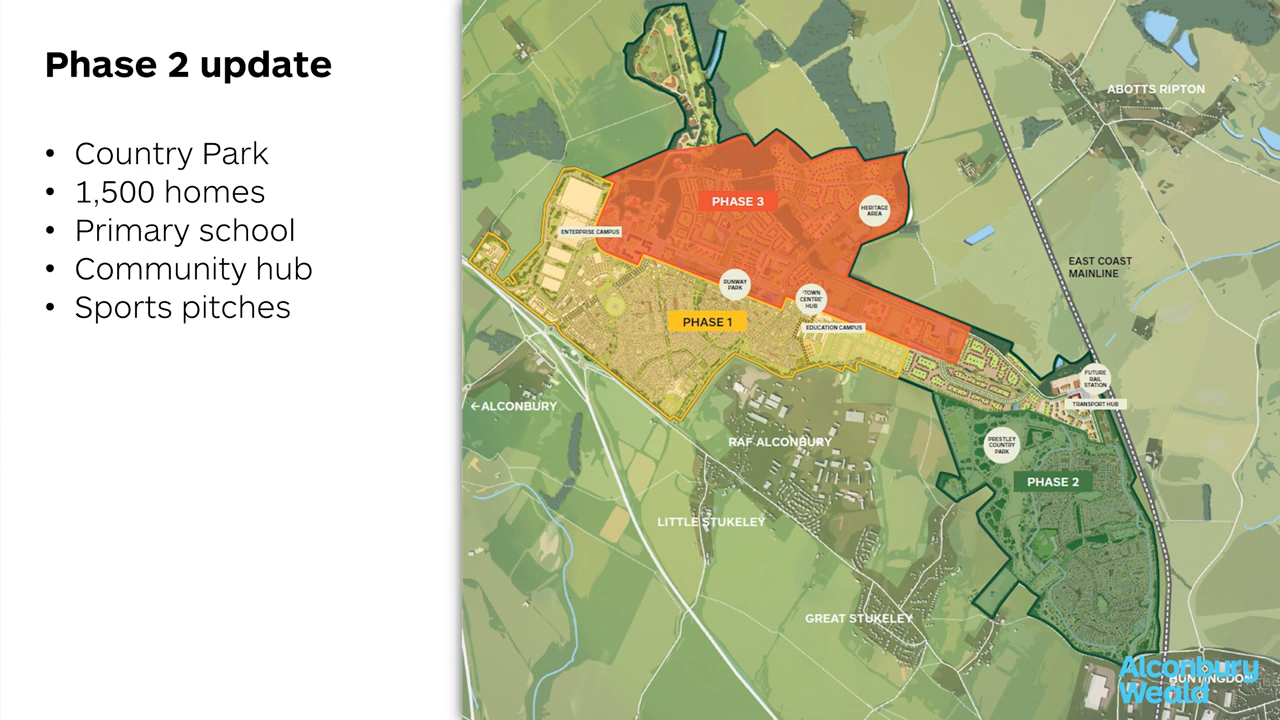 Phase 2 update
• Country Park
• 1,500 homes
• Primary school
• Community hub
• Sports pitches
ABOTTS RIPTON
PHASE 3
HERITAGE
AREA
ENTERPRISE CAMPUS
EAST COAST
MAINLINE
RUNWAY
PARK
'TOWN
CENTRE'
HUB
PHASE 1
EDUCATION CAMPUS
FUTURE
RAIL
STATION
TRANSPORT HUB
←ALCONBURY
RAF ALCONBURY
PRESTLEY
COUNTRY
PARK
PHASE 2
LITTLE STUKELEY
GREAT STUKELEY
Alconbury
Weald
HUNTINGDON